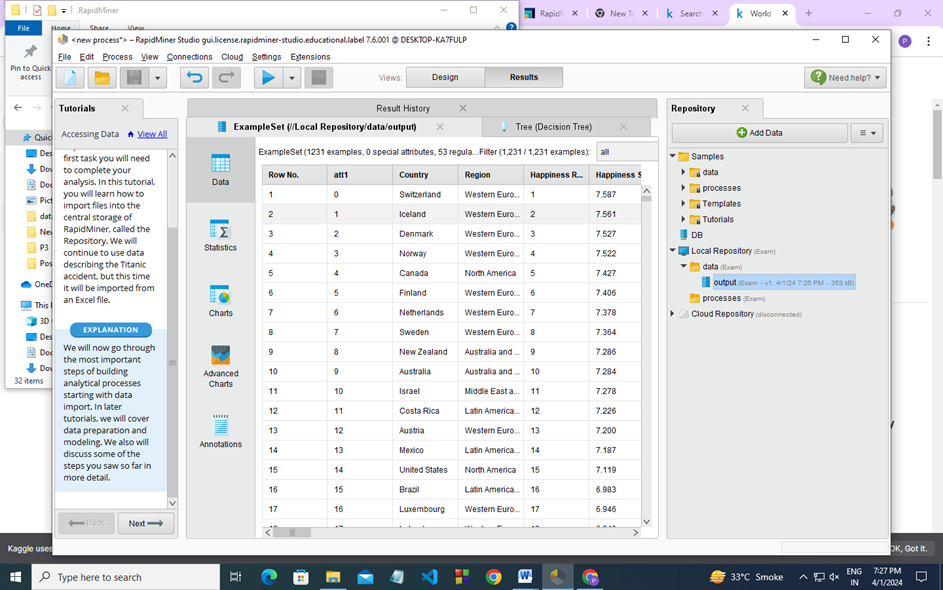 .RapidMiner
File
Home
Share
View
Pin to Quick
access
Quic
Des
Dow
Doc
Pict
data
New
P3
Pos
OneD
This P
3D
Des
Doc
Dow
32 items
RapidM
New T
Search
World
P
<new process*> – RapidMiner Studio gui.license.rapidminer-studio.educational.label 7.6.001 @ DESKTOP-KA7FULP
File Edit Process View Connections Cloud Settings Extensions
Views: Design Results
Need help?
Tutorials
Accessing Data View All
first task you will need
to complete your
analysis. In this tutorial,
you will learn how to
import files into the
central storage of
RapidMiner, called the
Repository. We will
continue to use data
describing the Titanic
accident, but this time
it will be imported from
an Excel file.
EXPLANATION
We will now go through
the most important
steps of building
analytical processes
starting with data
import. In later
tutorials, we will cover
data preparation and
modeling. We also will
discuss some of the
steps you saw so far in
more detail.
Back
Next
Result History
ExampleSet (//Local Repository/data/output)
Tree (Decision Tree)
Data
Statistics
Charts
Advanced
Charts
Annotations
ExampleSet (1231 examples, 0 special attributes, 53 regula... Filter (1,231 / 1,231 examples): all
Row No. att1 Country Region Happiness R... Happiness S
1 0 Switzerland Western Euro... 1 7.587
2 1 Iceland Western Euro... 2 7.561
3 2 Denmark Western Euro... 3 7.527
4 3 Norway Western Euro... 4 7.522
5 4 Canada North America 5 7.427
6 5 Finland Western Euro... 6 7.406
7 6 Netherlands Western Euro... 7 7.378
8 7 Sweden Western Euro... 8 7.364
9 8 New Zealand Australia and ... 9 7.286
10 9 Australia Australia and ... 10 7.284
11 10 Israel Middle East a... 11 7.278
12 11 Costa Rica Latin America... 12 7.226
13 12 Austria Western Euro... 13 7.200
14 13 Mexico Latin America... 14 7.187
15 14 United States North America 15 7.119
16 15 Brazil Latin America... 16 6.983
17 16 Luxembourg Western Euro... 17 6.946
Repository
Add Data
Samples
data
processes
Templates
Tutorials
DB
Local Repository (Exam)
data (Exam)
output (Exam – v1, 4/1/24 7:26 PM – 353 kB)
processes (Exam)
Cloud Repository (disconnected)
Kaggle uses
OK, Got it.
Type here to search
33°C Smoke
ENG
IN
7:27 PM
4/1/2024